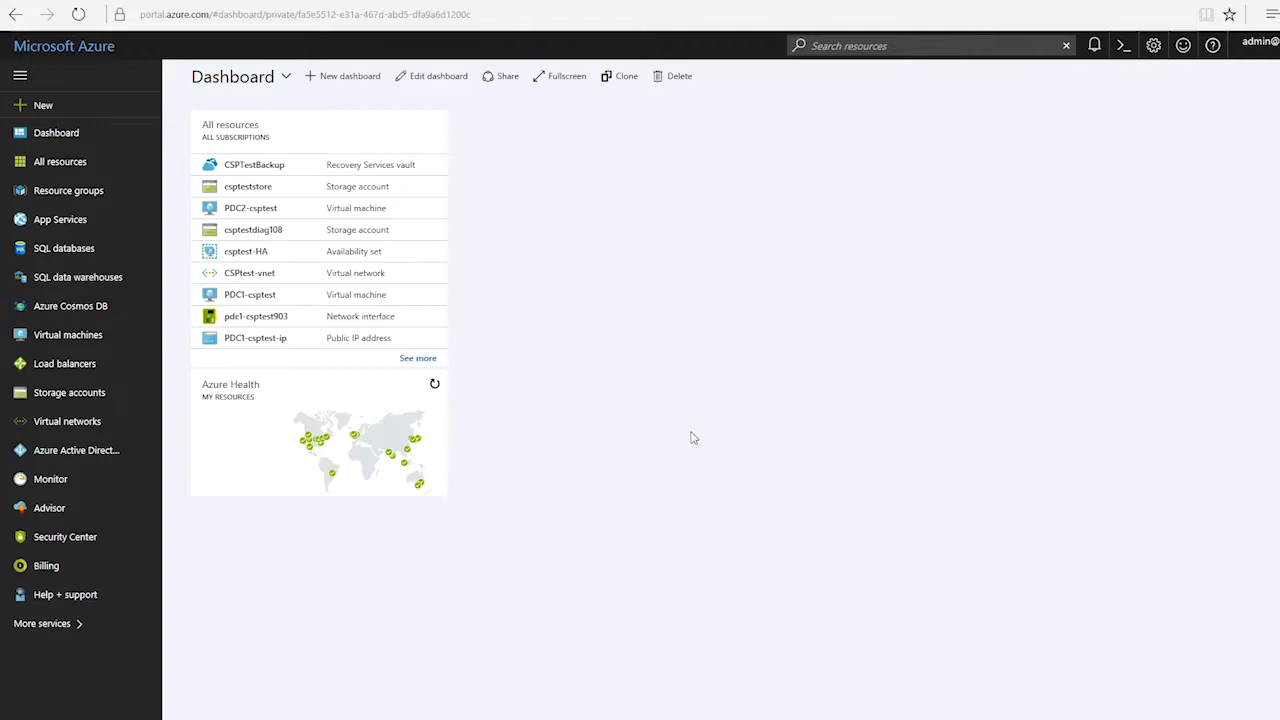 portal.azure.com/#dashboard/private/fa5e5512-e31a-467d-abd5-dfa9a6d1200c
Microsoft Azure
Search resources
admin@
Dashboard
New dashboard
Edit dashboard
Share
Fullscreen
Clone
Delete
New
Dashboard
All resources
Resource groups
App Services
SQL databases
SQL data warehouses
Azure Cosmos DB
Virtual machines
Load balancers
Storage accounts
Virtual networks
Azure Active Direct...
Monitor
Advisor
Security Center
Billing
Help + support
More services
All resources
ALL SUBSCRIPTIONS
CSPTestBackup Recovery Services vault
cspteststore Storage account
PDC2-csptest Virtual machine
csptestdiag108 Storage account
csptest-HA Availability set
CSPtest-vnet Virtual network
PDC1-csptest Virtual machine
pdc1-csptest903 Network interface
PDC1-csptest-ip Public IP address
See more
Azure Health
MY RESOURCES